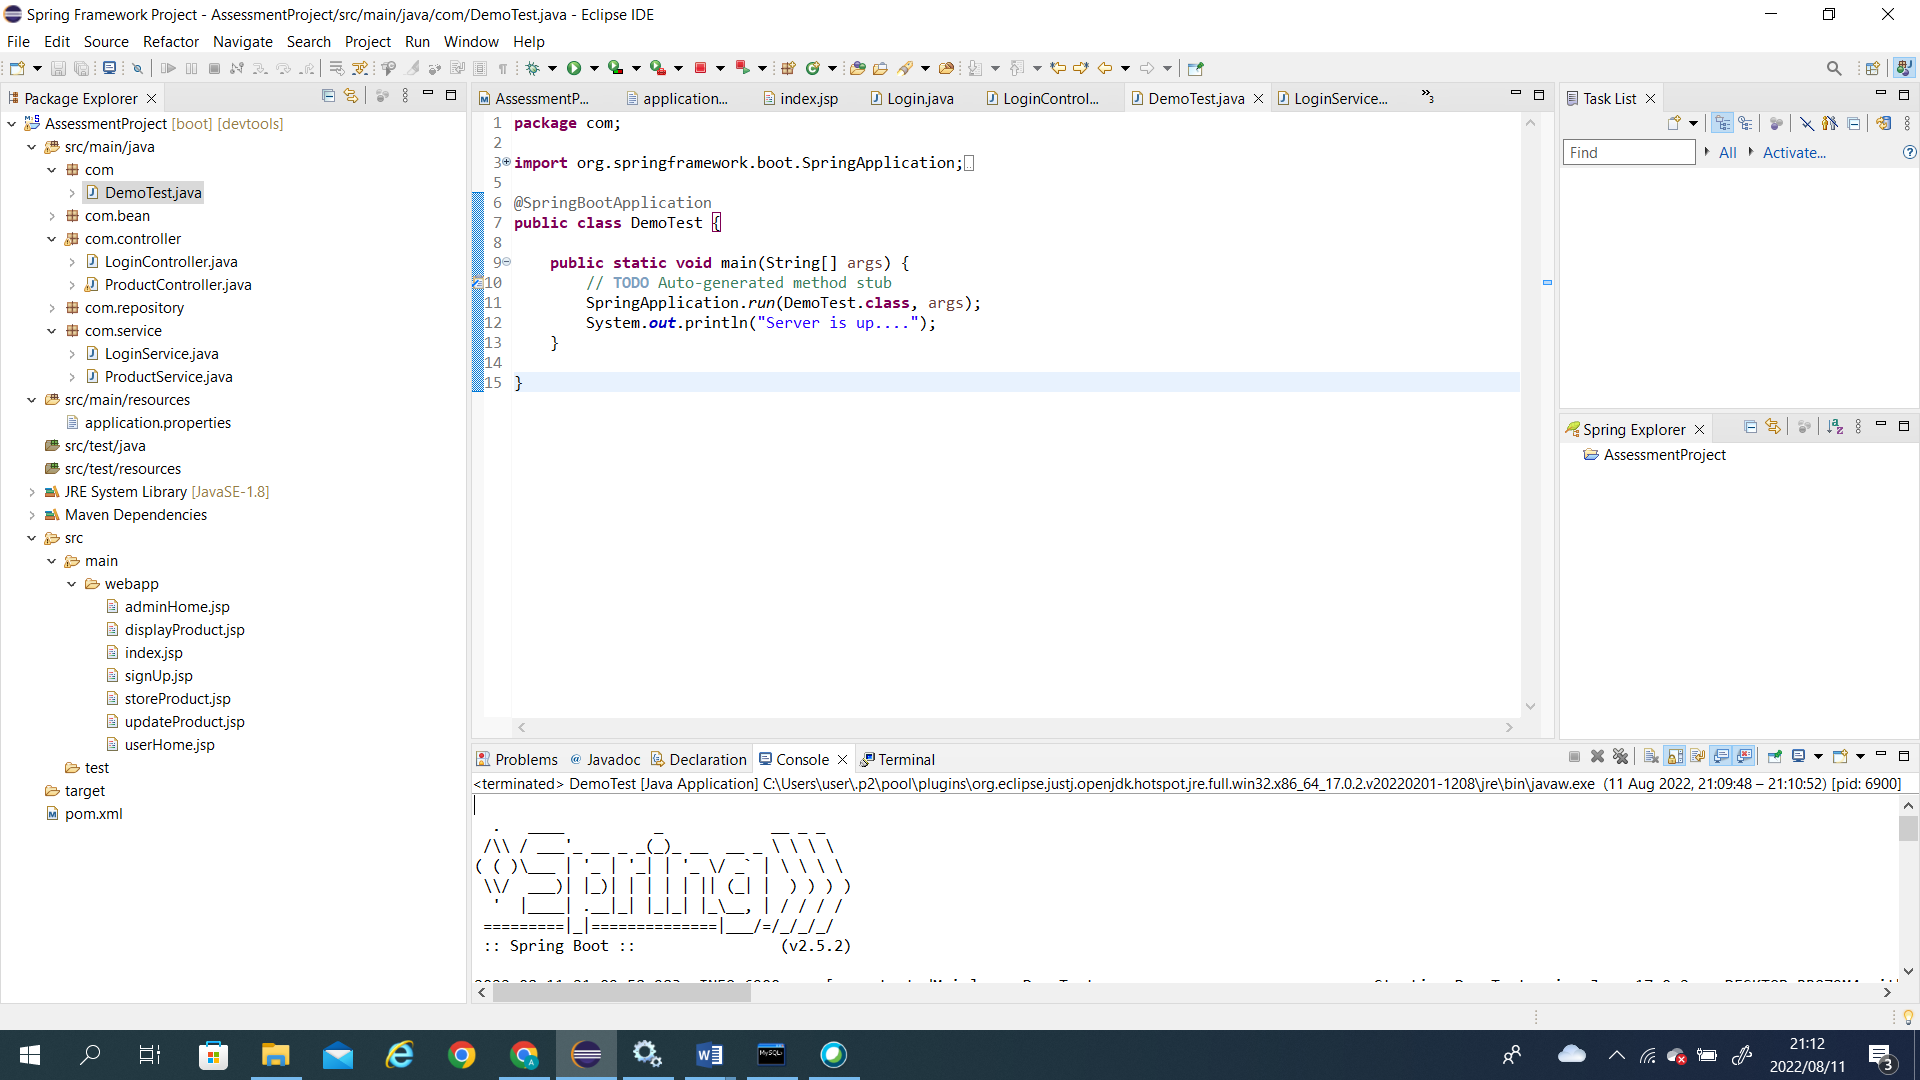 Spring Framework Project - AssessmentProject/src/main/java/com/DemoTest.java - Eclipse IDE
File Edit Source Refactor Navigate Search Project Run Window Help
Package Explorer
AssessmentProject [boot] [devtools]
src/main/java
com
DemoTest.java
com.bean
com.controller
LoginController.java
ProductController.java
com.repository
com.service
LoginService.java
ProductService.java
src/main/resources
application.properties
src/test/java
src/test/resources
JRE System Library [JavaSE-1.8]
Maven Dependencies
src
main
webapp
adminHome.jsp
displayProduct.jsp
index.jsp
signUp.jsp
storeProduct.jsp
updateProduct.jsp
userHome.jsp
test
target
pom.xml
AssessmentP... application... index.jsp Login.java LoginControl... DemoTest.java LoginService... »3
1 package com;
2
3 import org.springframework.boot.SpringApplication;
5
6 @SpringBootApplication
7 public class DemoTest {
8
9 public static void main(String[] args) {
10 // TODO Auto-generated method stub
11 SpringApplication.run(DemoTest.class, args);
12 System.out.println("Server is up....");
13 }
14
15 }
Task List
Find All Activate...
Spring Explorer
AssessmentProject
Problems Javadoc Declaration Console Terminal
<terminated> DemoTest [Java Application] C:\Users\user\.p2\pool\plugins\org.eclipse.justj.openjdk.hotspot.jre.full.win32.x86_64_17.0.2.v20220201-1208\jre\bin\javaw.exe (11 Aug 2022, 21:09:48 – 21:10:52) [pid: 6900]
Spring
:: Spring Boot :: (v2.5.2)
21:12
2022/08/11
3